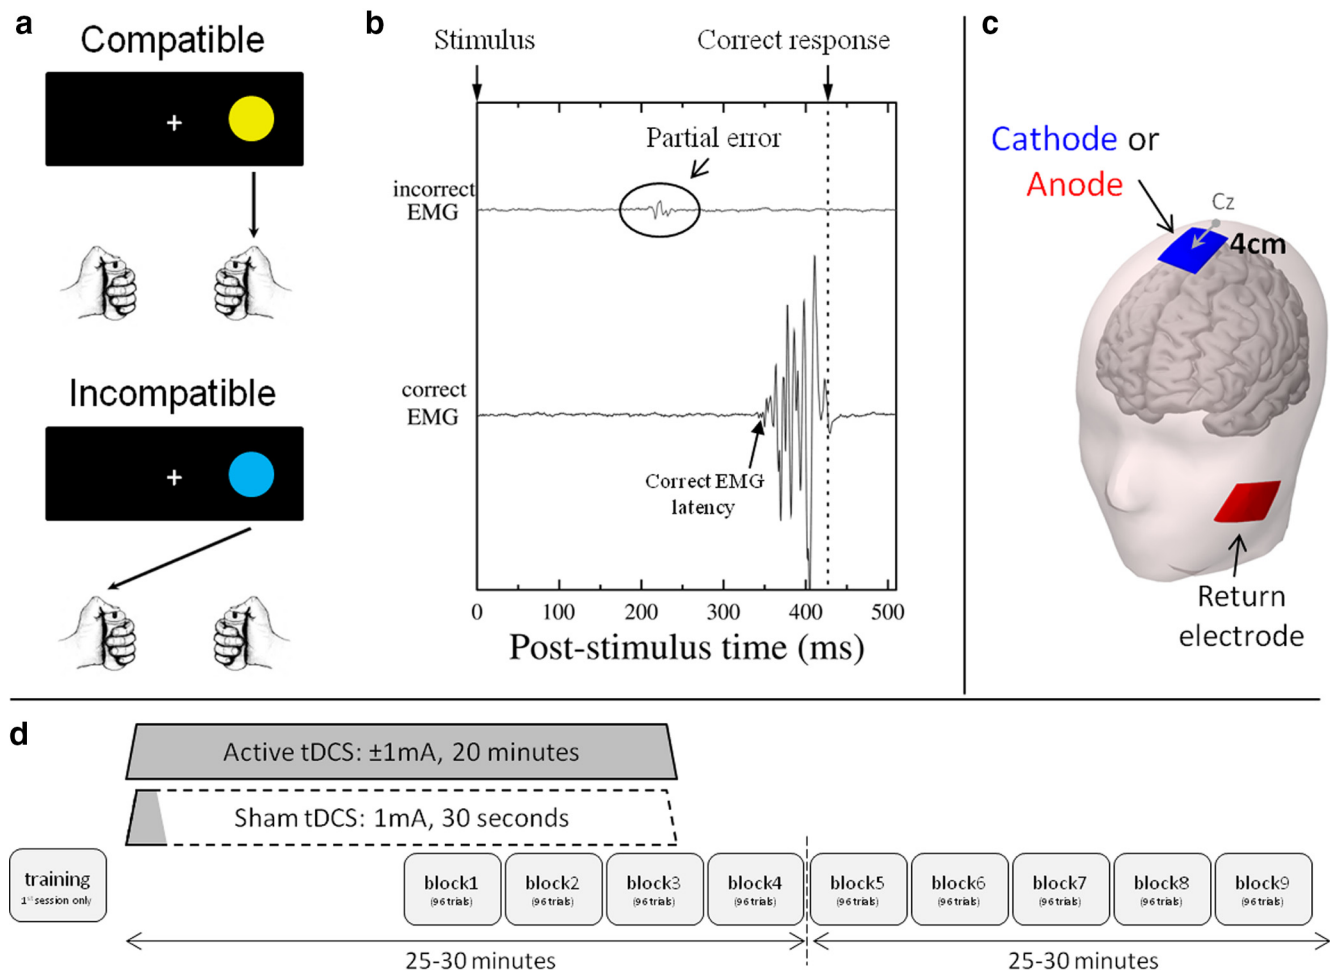 a
Compatible
+
Incompatible
+
b
Stimulus
Correct response
Partial error
incorrect
EMG
correct
EMG
Correct EMG
latency
0 100 200 300 400 500
Post-stimulus time (ms)
c
Cathode or
Anode
Cz
4cm
Return
electrode
d
Active tDCS: ±1mA, 20 minutes
Sham tDCS: 1mA, 30 seconds
training
1st session only
block1
(96 trials)
block2
(96 trials)
block3
(96 trials)
block4
(96 trials)
block5
(96 trials)
block6
(96 trials)
block7
(96 trials)
block8
(96 trials)
block9
(96 trials)
25-30 minutes
25-30 minutes